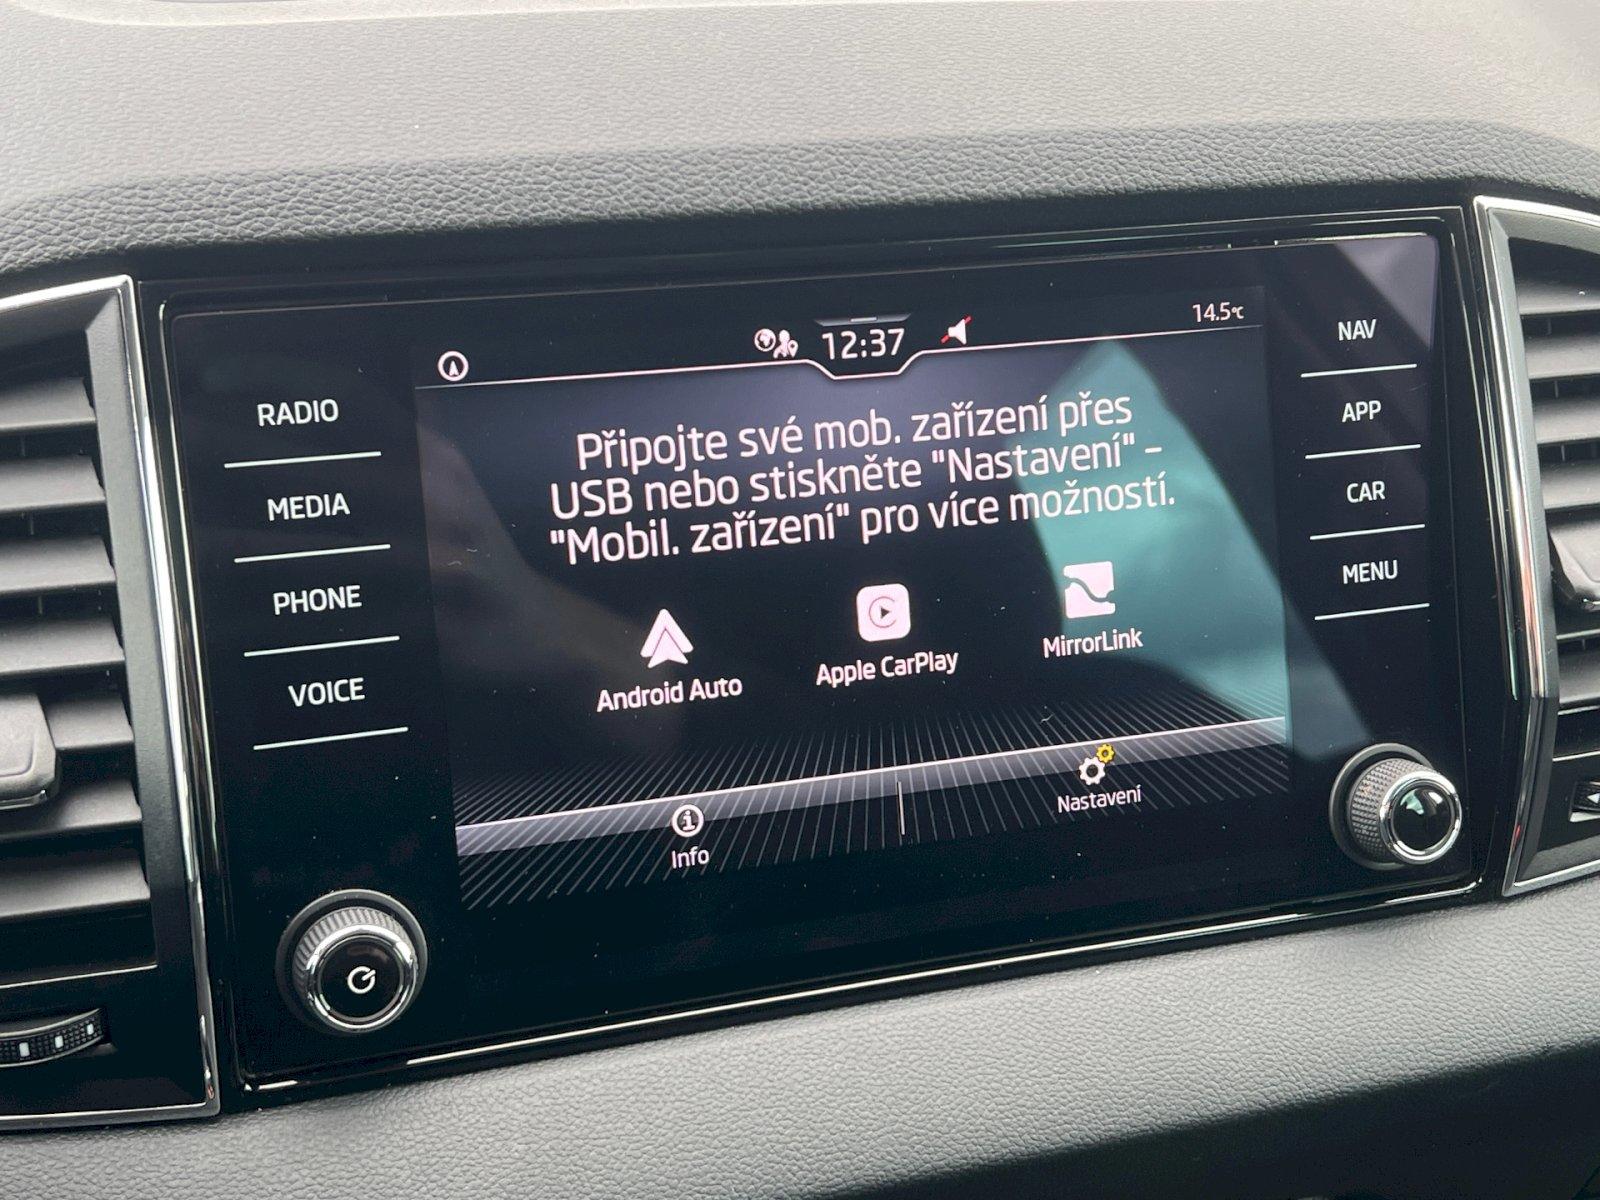 12:37
14.5°C
RADIO
MEDIA
PHONE
VOICE
Připojte své mob. zařízení přes
USB nebo stiskněte "Nastavení" –
"Mobil. zařízení" pro více možností.
Android Auto
Apple CarPlay
MirrorLink
Info
Nastavení
NAV
APP
CAR
MENU